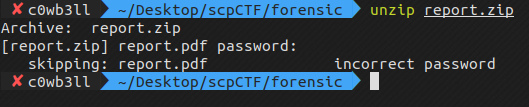 ✘ c0wb3ll ~/Desktop/scpCTF/forensic unzip report.zip
Archive:  report.zip
[report.zip] report.pdf password:
   skipping: report.pdf              incorrect password
✘ c0wb3ll ~/Desktop/scpCTF/forensic